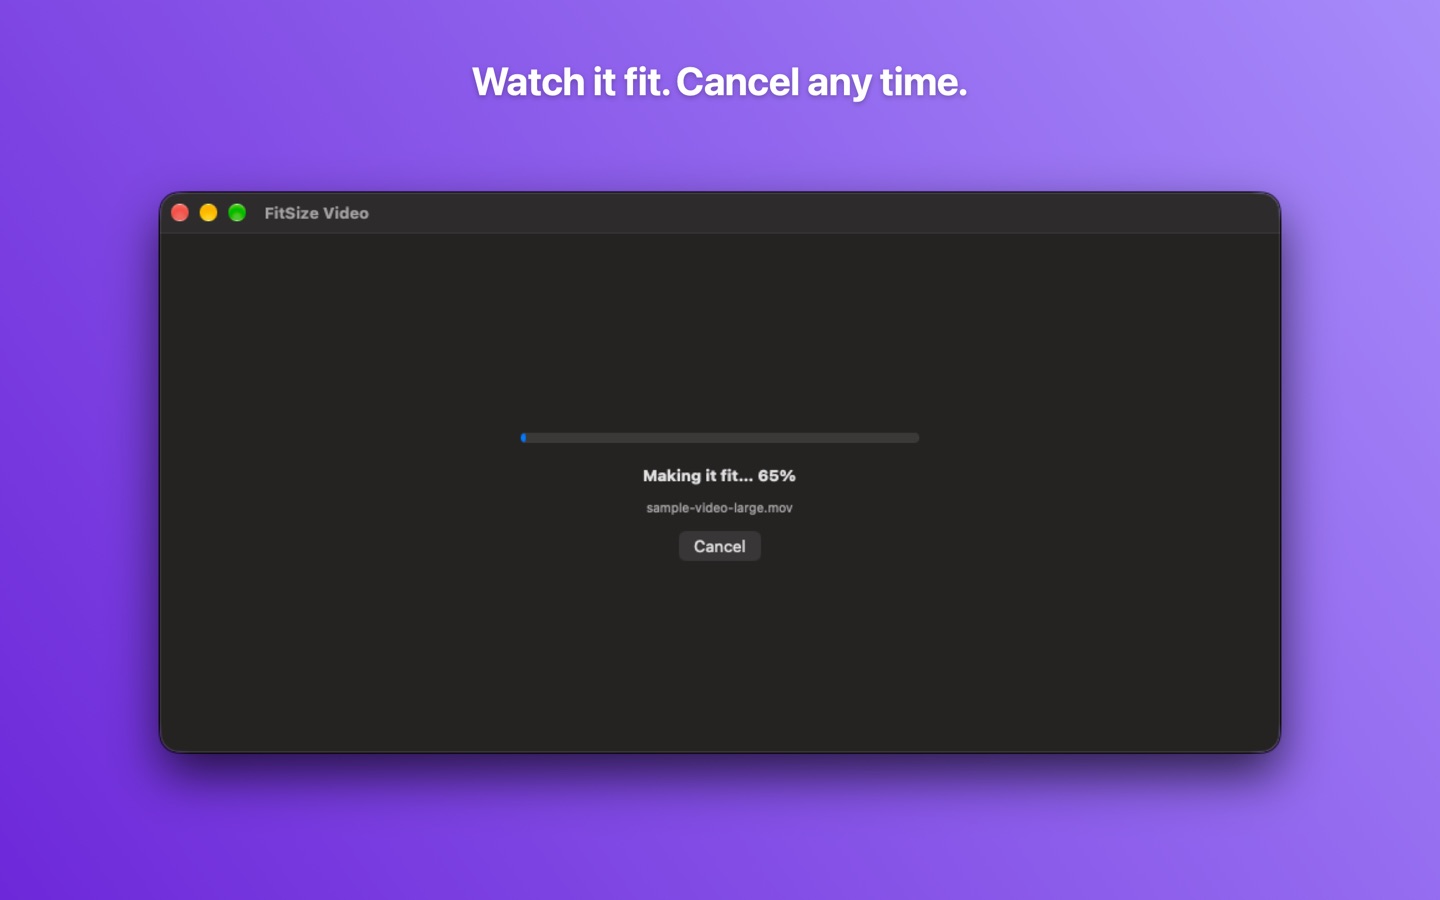 Watch it fit. Cancel any time.
FitSize Video
Making it fit... 65%
sample-video-large.mov
Cancel